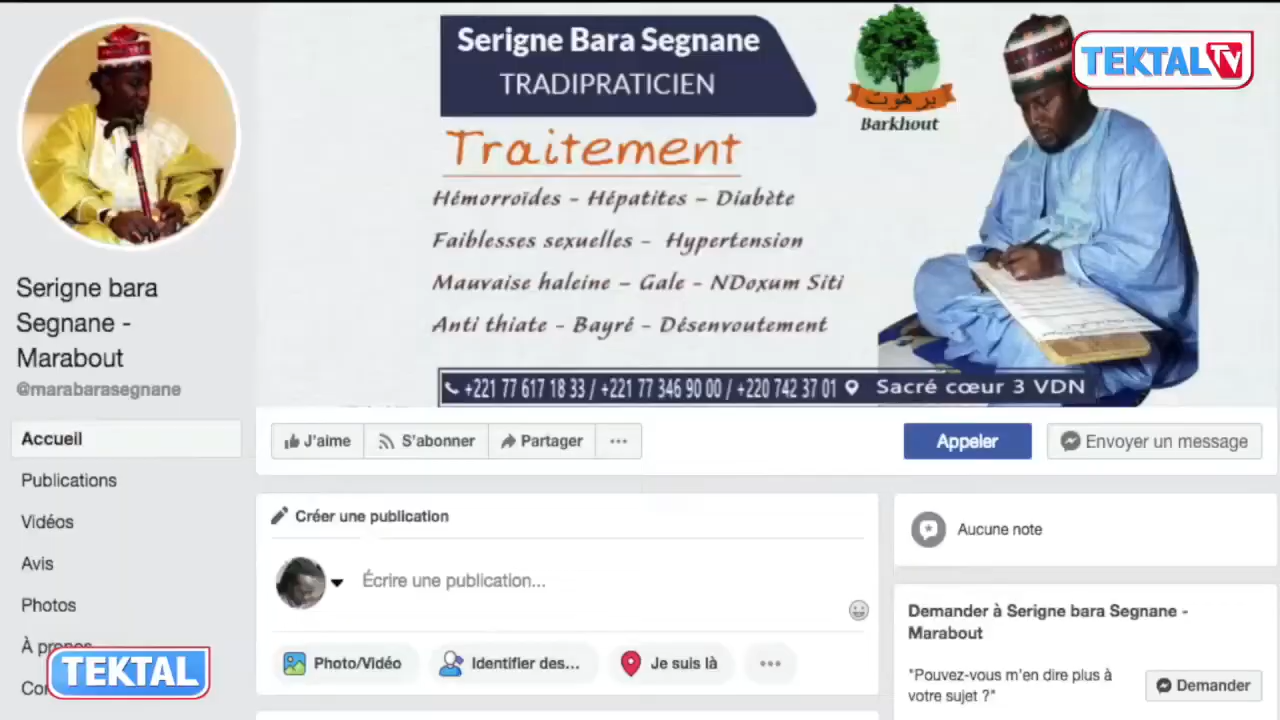 Serigne Bara Segnane
TRADIPRATICIEN
برهوت
Barkhout
TEKTAL TV
Traitement
Hémorroïdes - Hépatites - Diabète
Faiblesses sexuelles - Hypertension
Mauvaise haleine - Gale - NDoxum Siti
Anti thiate - Bayré - Désenvoutement
+221 77 617 18 33 / +221 77 346 90 00 / +220 742 37 01 Sacré cœur 3 VDN
Serigne bara
Segnane -
Marabout
@marabarasegnane
Accueil
Publications
Vidéos
Avis
Photos
À propos
TEKTAL
J'aime
S'abonner
Partager
Appeler
Envoyer un message
Créer une publication
Écrire une publication...
Photo/Vidéo
Identifier des...
Je suis là
Aucune note
Demander à Serigne bara Segnane -
Marabout
"Pouvez-vous m'en dire plus à
votre sujet ?"
Demander